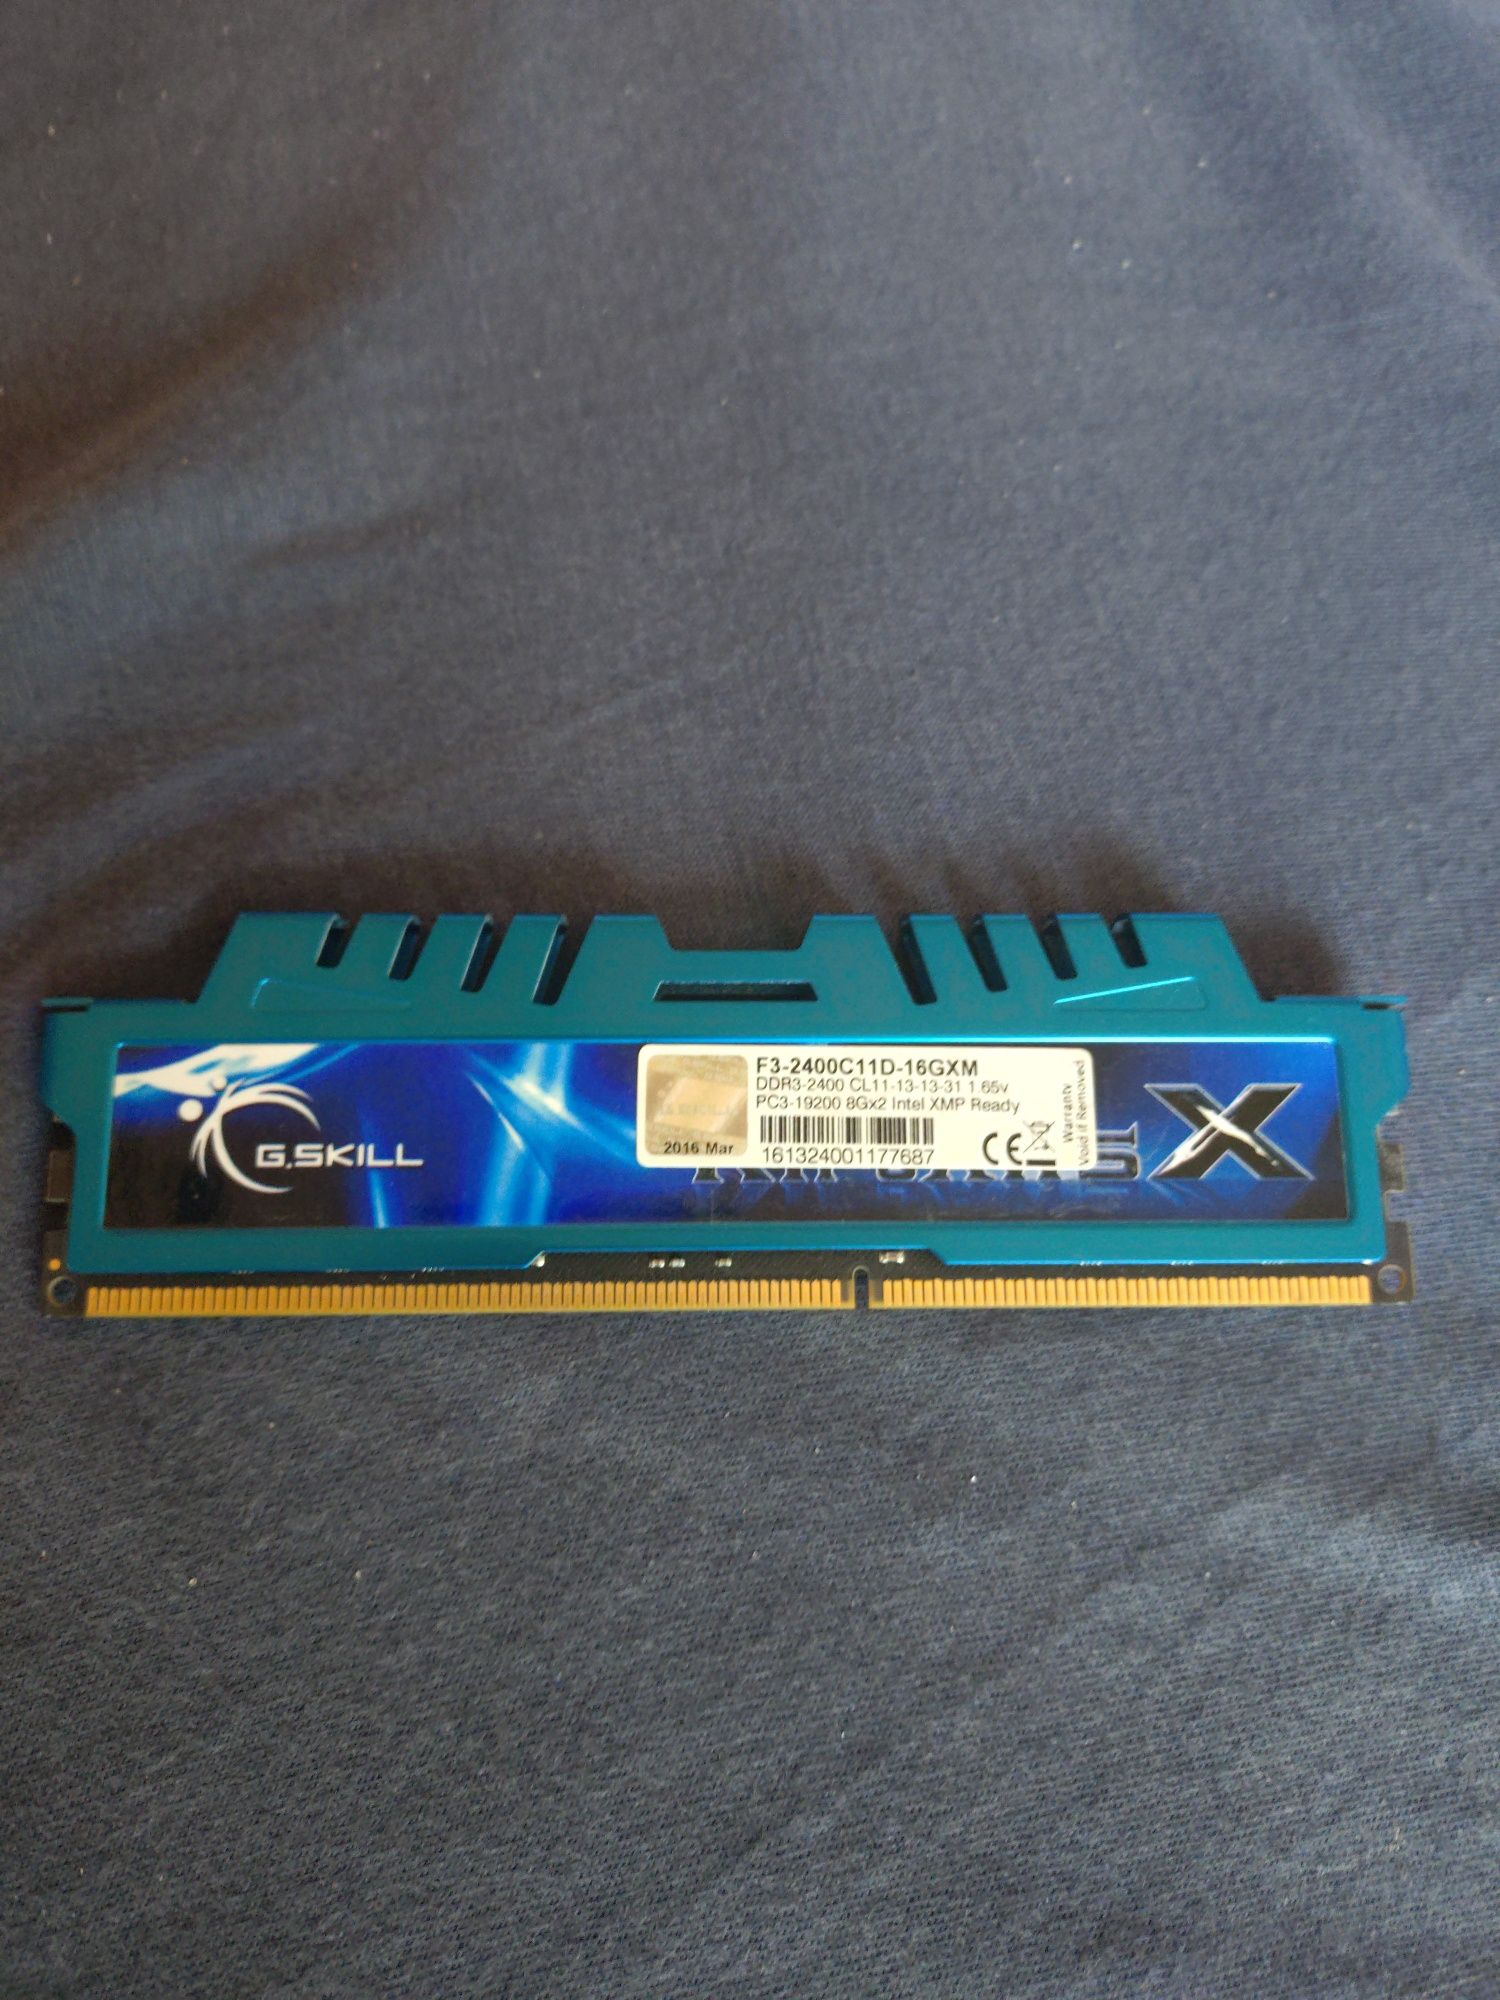 G.SKILL
F3-2400C11D-16GXM
DDR3-2400 CL11-13-13-31 1.65v
PC3-19200 8Gx2 Intel XMP Ready
2016 Mar
161324001177687
CE
Warranty
Void if Removed
X